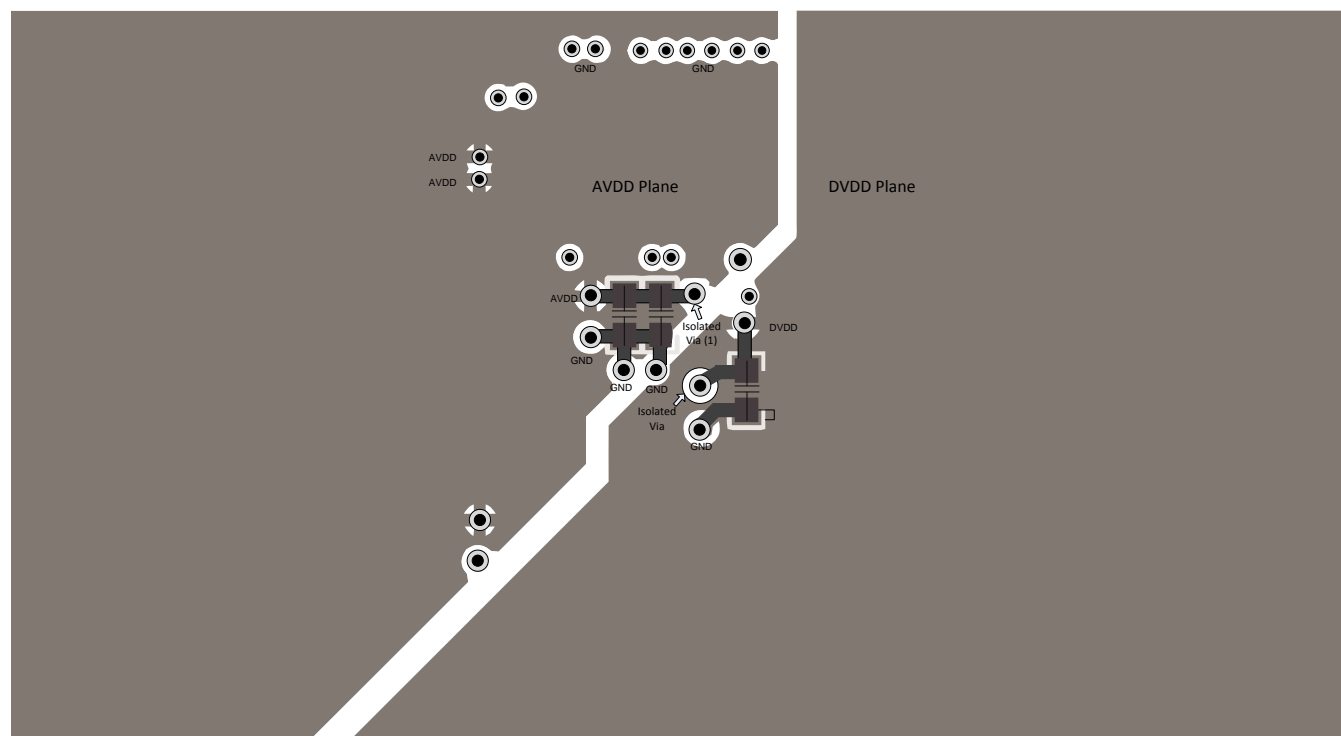 GND
GND
AVDD
AVDD
AVDD Plane
DVDD Plane
AVDD
Isolated
Via (1)
DVDD
GND
GND
GND
Isolated
Via
GND